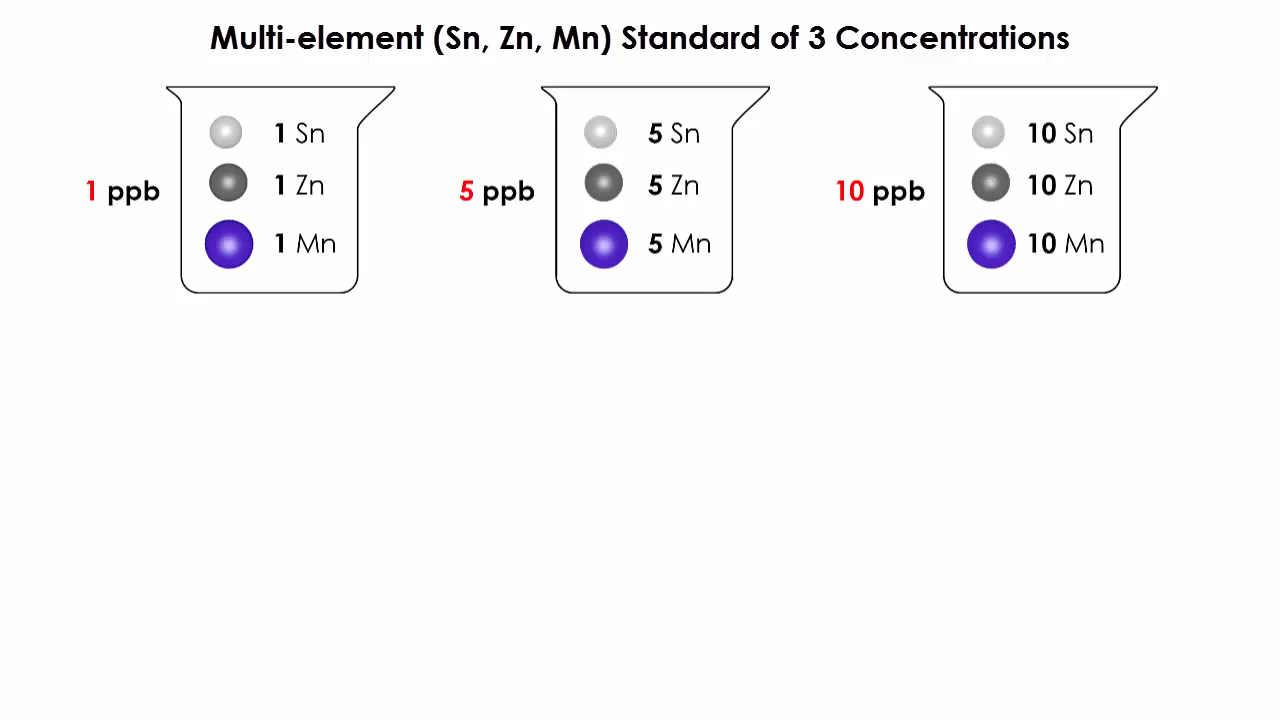 Multi-element (Sn, Zn, Mn) Standard of 3 Concentrations
1 ppb
1 Sn
1 Zn
1 Mn
5 ppb
5 Sn
5 Zn
5 Mn
10 ppb
10 Sn
10 Zn
10 Mn